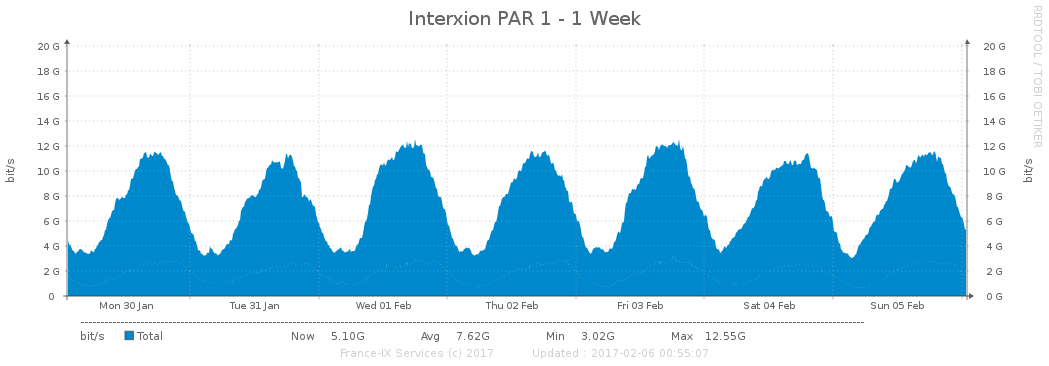 Interxion PAR 1 - 1 Week
RRDTOOL / TOBI OETIKER
bit/s
20 G 20 G
18 G 18 G
16 G 16 G
14 G 14 G
12 G 12 G
10 G 10 G
8 G 8 G
6 G 6 G
4 G 4 G
2 G 2 G
0 0 G
bit/s
Mon 30 Jan Tue 31 Jan Wed 01 Feb Thu 02 Feb Fri 03 Feb Sat 04 Feb Sun 05 Feb
bit/s Total Now 5.10G Avg 7.62G Min 3.02G Max 12.55G
France-IX Services (c) 2017 Updated : 2017-02-06 00:55:07